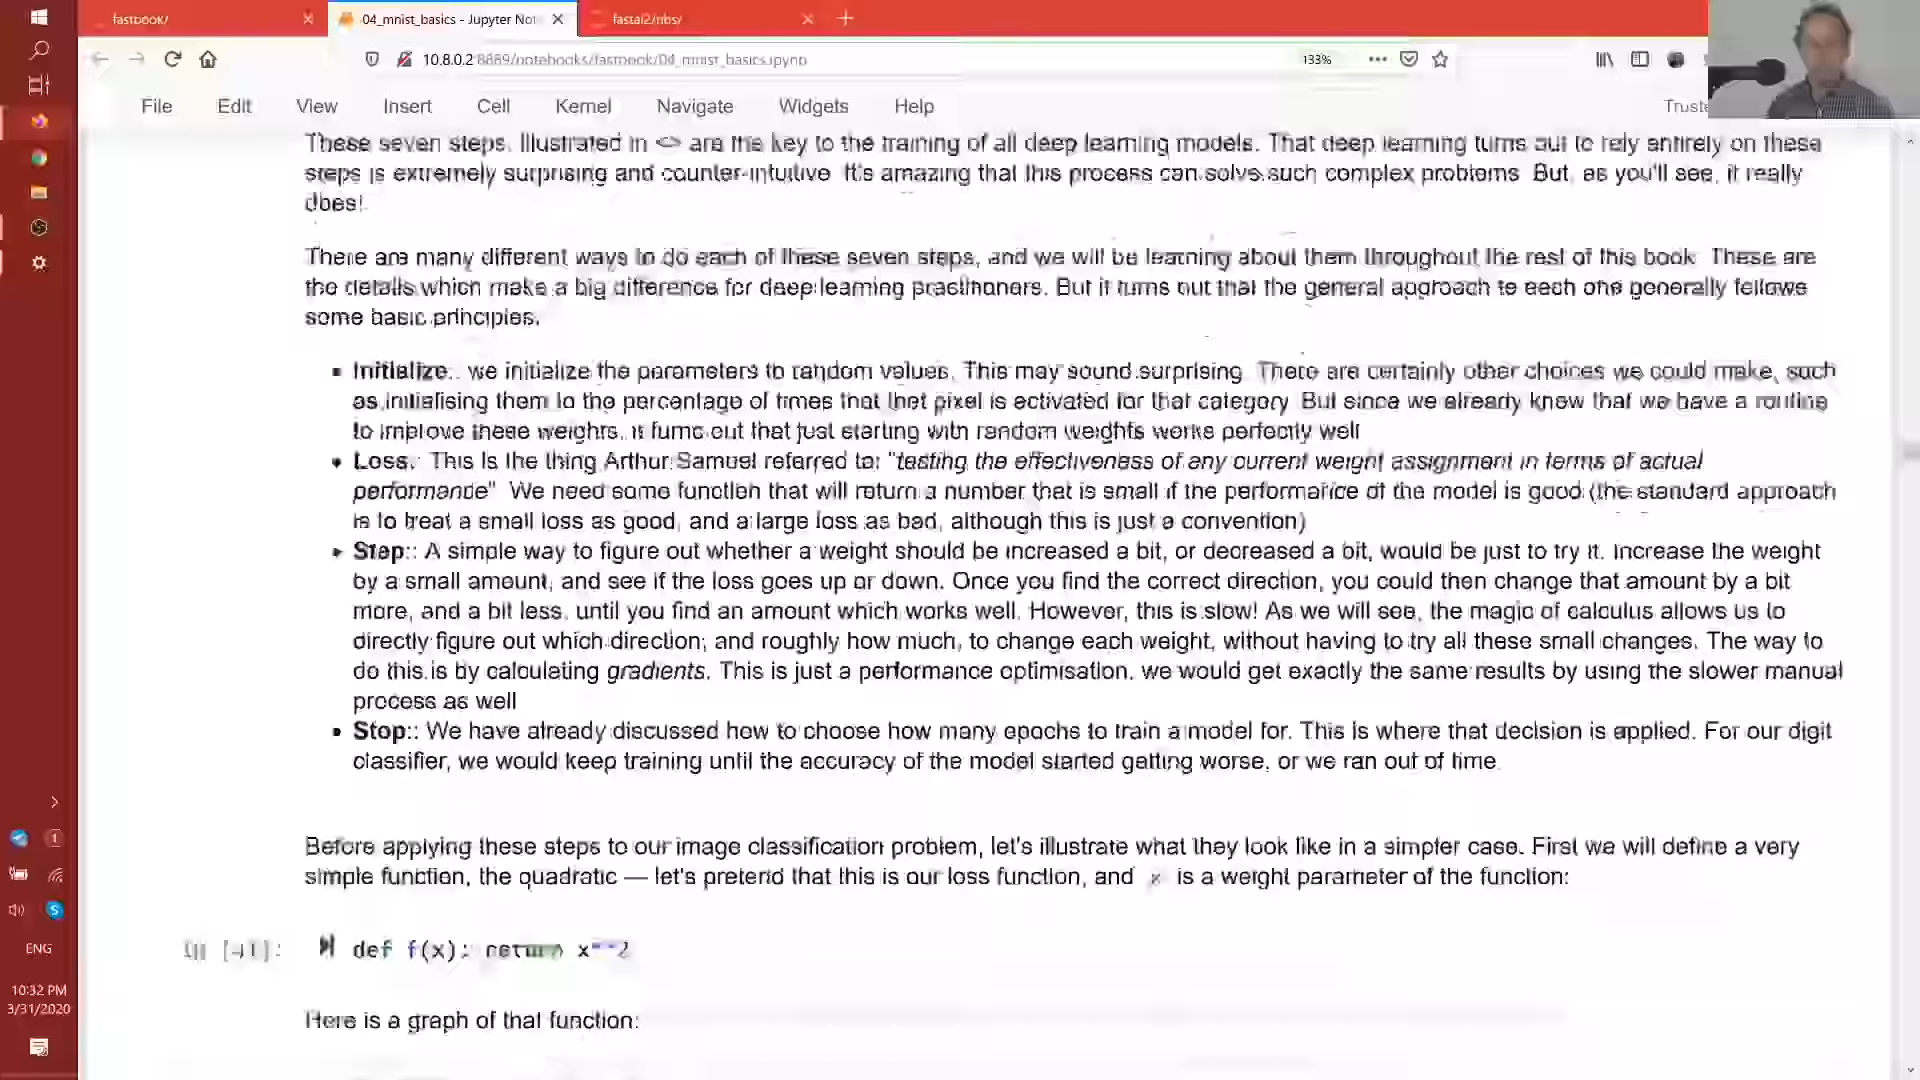 fastbook/
04_mnist_basics - Jupyter Not
fastai2/nbs/
10.8.0.2:8889/notebooks/fastbook/04_mnist_basics.ipynb
133%
File Edit View Insert Cell Kernel Navigate Widgets Help
Truste
These seven steps. Illustrated in <> are the key to the training of all deep learning models. That deep learning turns out to rely entirely on these
steps is extremely surprising and counter-intuitive. It's amazing that this process can solve such complex problems. But, as you'll see, it really
does!
There are many different ways to do each of these seven steps, and we will be learning about them throughout the rest of this book. These are
the details which make a big difference for deep learning practitioners. But it turns out that the general approach to each one generally follows
some basic principles.
Initialize:: we initialize the parameters to random values. This may sound surprising. There are certainly other choices we could make, such
as initialising them to the percentage of times that that pixel is activated for that category. But since we already know that we have a routine
to improve these weights, it turns out that just starting with random weights works perfectly well
Loss:: This is the thing Arthur Samuel referred to: "testing the effectiveness of any current weight assignment in terms of actual
performance". We need some function that will return a number that is small if the performance of the model is good (the standard approach
is to treat a small loss as good, and a large loss as bad, although this is just a convention)
Step:: A simple way to figure out whether a weight should be increased a bit, or decreased a bit, would be just to try it. Increase the weight
by a small amount, and see if the loss goes up or down. Once you find the correct direction, you could then change that amount by a bit
more, and a bit less, until you find an amount which works well. However, this is slow! As we will see, the magic of calculus allows us to
directly figure out which direction, and roughly how much, to change each weight, without having to try all these small changes. The way to
do this is by calculating gradients. This is just a performance optimisation, we would get exactly the same results by using the slower manual
process as well
Stop:: We have already discussed how to choose how many epochs to train a model for. This is where that decision is applied. For our digit
classifier, we would keep training until the accuracy of the model started getting worse, or we ran out of time.
Before applying these steps to our image classification problem, let's illustrate what they look like in a simpler case. First we will define a very
simple function, the quadratic — let's pretend that this is our loss function, and x is a weight parameter of the function:
In [41]: def f(x): return x**2
Here is a graph of that function:
1
ENG
10:32 PM
3/31/2020